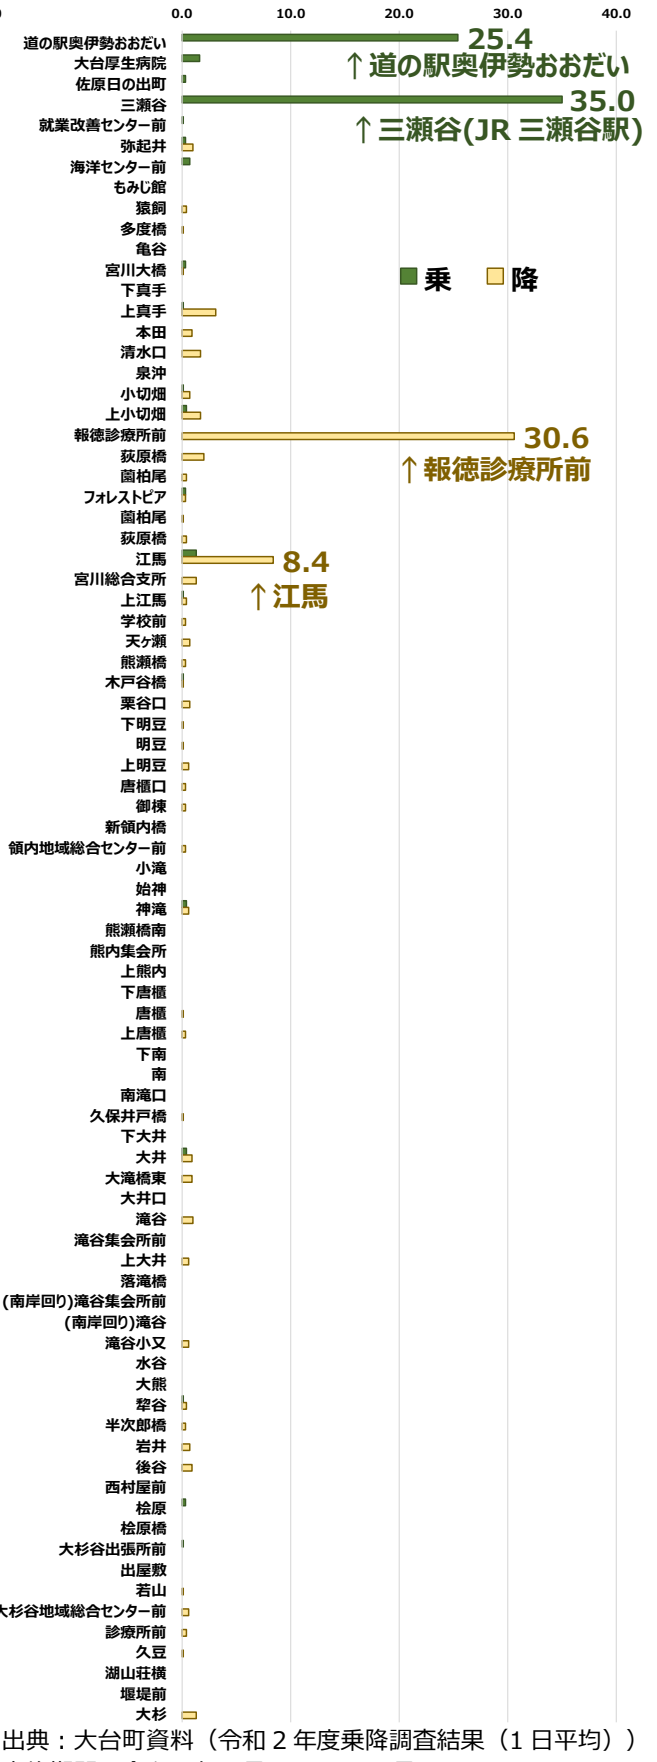 0.0 10.0 20.0 30.0 40.0
道の駅奥伊勢おおだい 25.4
大台厚生病院 ↑道の駅奥伊勢おおだい
佐原日の出町
三瀬谷 35.0
就業改善センター前 ↑三瀬谷(JR 三瀬谷駅)
弥起井
海洋センター前
もみじ館
猿飼
多度橋
亀谷
宮川大橋
乗 降
下真手
上真手
本田
清水口
泉沖
小切畑
上小切畑
報徳診療所前 30.6
荻原橋 ↑報徳診療所前
薗柏尾
フォレストピア
薗柏尾
荻原橋
江馬 8.4
宮川総合支所 ↑江馬
上江馬
学校前
天ヶ瀬
熊瀬橋
木戸谷橋
栗谷口
下明豆
明豆
上明豆
唐櫃口
御棟
新領内橋
領内地域総合センター前
小滝
始神
神滝
熊瀬橋南
熊内集会所
上熊内
下唐櫃
唐櫃
上唐櫃
下南
南
南滝口
久保井戸橋
下大井
大井
大滝橋東
大井口
滝谷
滝谷集会所前
上大井
落滝橋
(南岸回り)滝谷集会所前
(南岸回り)滝谷
滝谷小又
水谷
大熊
犂谷
半次郎橋
岩井
後谷
西村屋前
桧原
桧原橋
大杉谷出張所前
出屋敷
若山
大杉谷地域総合センター前
診療所前
久豆
湖山荘横
堰堤前
大杉
出典：大台町資料（令和２年度乗降調査結果（1 日平均））